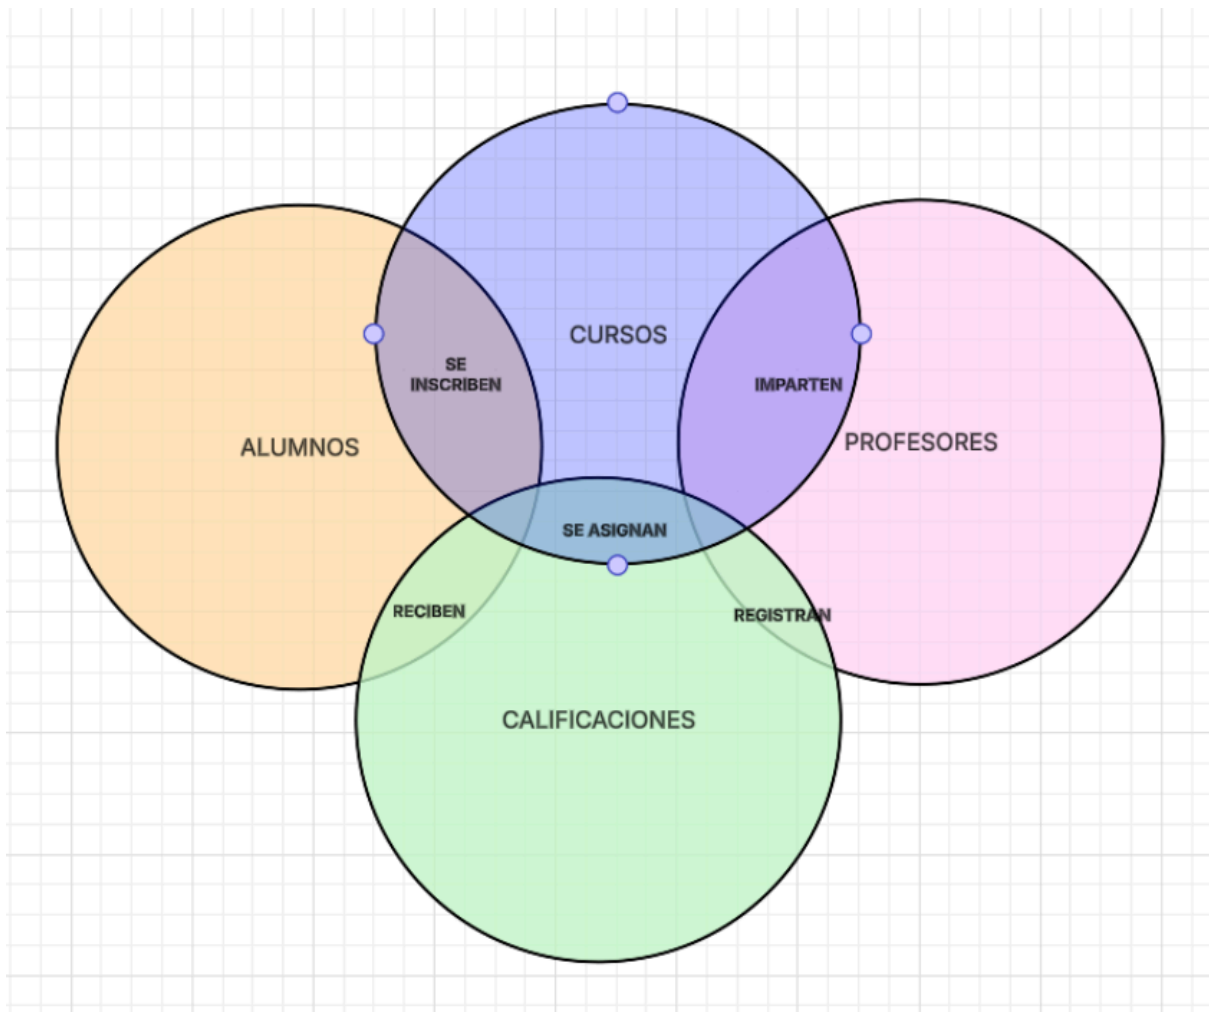 CURSOS
SE
INSCRIBEN
IMPARTEN
ALUMNOS
PROFESORES
SE ASIGNAN
RECIBEN
REGISTRAN
CALIFICACIONES